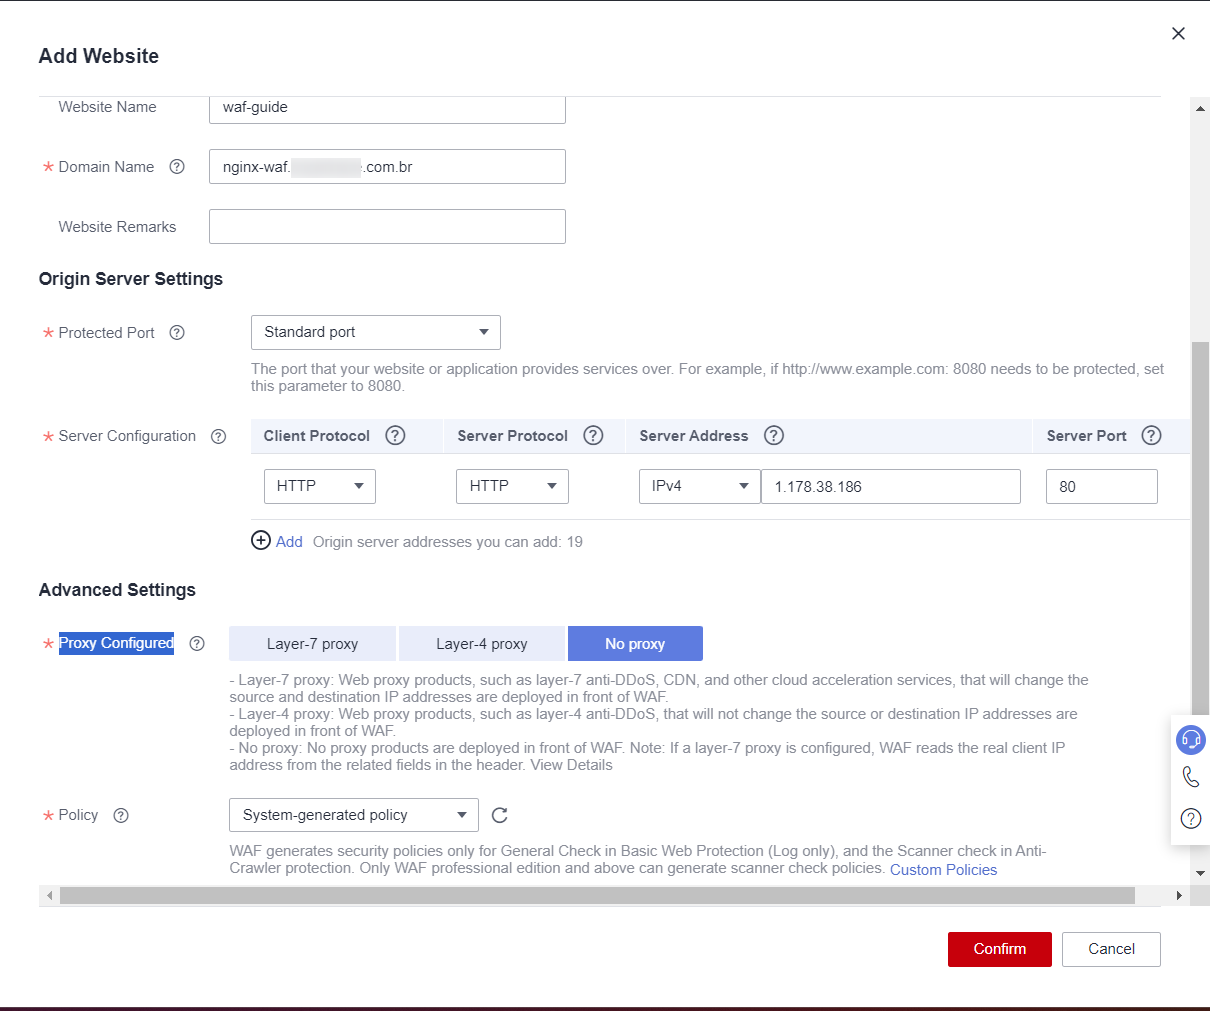 Add Website
Website Name waf-guide
* Domain Name ? nginx-waf. .com.br
Website Remarks
Origin Server Settings
* Protected Port ? Standard port
The port that your website or application provides services over. For example, if http://www.example.com: 8080 needs to be protected, set
this parameter to 8080.
* Server Configuration ? Client Protocol ? Server Protocol ? Server Address ? Server Port ?
HTTP HTTP IPv4 1.178.38.186 80
Add Origin server addresses you can add: 19
Advanced Settings
* Proxy Configured ? Layer-7 proxy Layer-4 proxy No proxy
- Layer-7 proxy: Web proxy products, such as layer-7 anti-DDoS, CDN, and other cloud acceleration services, that will change the
source and destination IP addresses are deployed in front of WAF.
- Layer-4 proxy: Web proxy products, such as layer-4 anti-DDoS, that will not change the source or destination IP addresses are
deployed in front of WAF.
- No proxy: No proxy products are deployed in front of WAF. Note: If a layer-7 proxy is configured, WAF reads the real client IP
address from the related fields in the header. View Details
* Policy ? System-generated policy
WAF generates security policies only for General Check in Basic Web Protection (Log only), and the Scanner check in Anti-
Crawler protection. Only WAF professional edition and above can generate scanner check policies. Custom Policies
Confirm Cancel